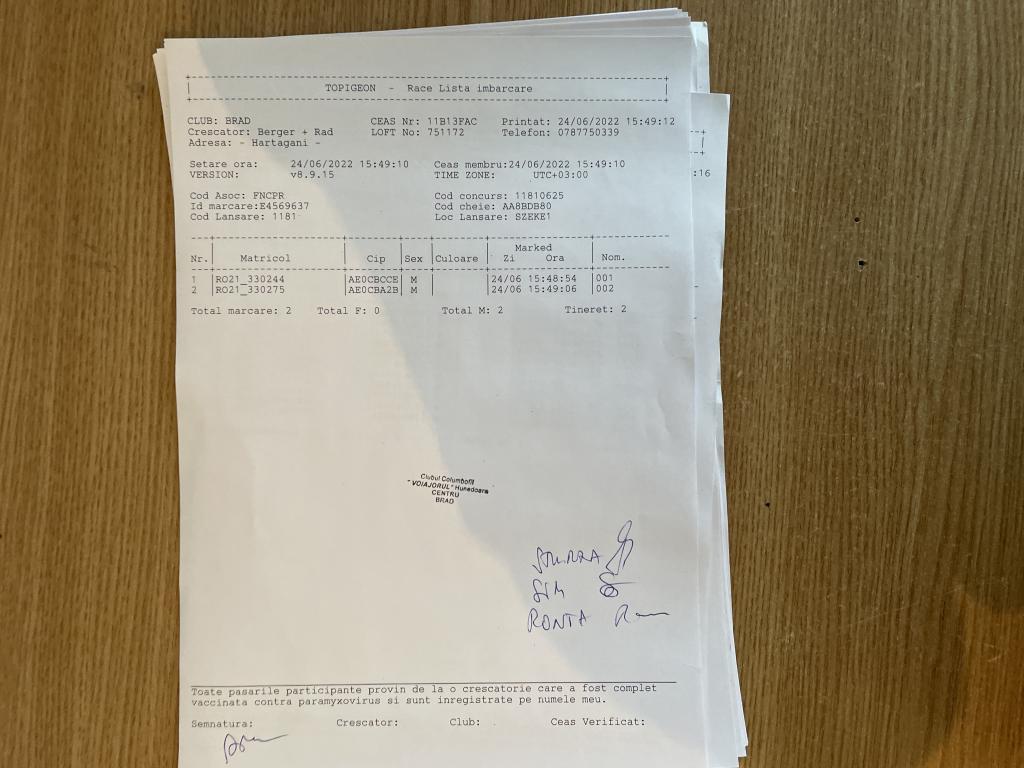 TOPIGEON - Race Lista imbarcare
CLUB: BRAD CEAS Nr: 11B13FAC Printat: 24/06/2022 15:49:12
Crescator: Berger + Rad LOFT No: 751172 Telefon: 0787750339
Adresa: - Hartagani -
Setare ora: 24/06/2022 15:49:10 Ceas membru:24/06/2022 15:49:10
VERSION: v8.9.15 TIME ZONE: UTC+03:00
:16
Cod Asoc: FNCPR Cod concurs: 11810625
Id marcare:E4569637 Cod cheie: AA8BDB80
Cod Lansare: 1181 Loc Lansare: SZEKE1
Marked
Nr. Matricol Cip Sex Culoare Zi Ora Nom.
1 RO21_330244 AE0CBCCE M 24/06 15:48:54 001
2 RO21_330275 AE0CBA2B M 24/06 15:49:06 002
Total marcare: 2 Total F: 0 Total M: 2 Tineret: 2
Clubul Columbofil
"VOIAJORUL" Hunedoara
CENTRU
BRAD
RONTA
Toate pasarile participante provin de la o crescatorie care a fost complet
vaccinata contra paramyxovirus si sunt inregistrate pe numele meu.
Semnatura: Crescator: Club: Ceas Verificat: